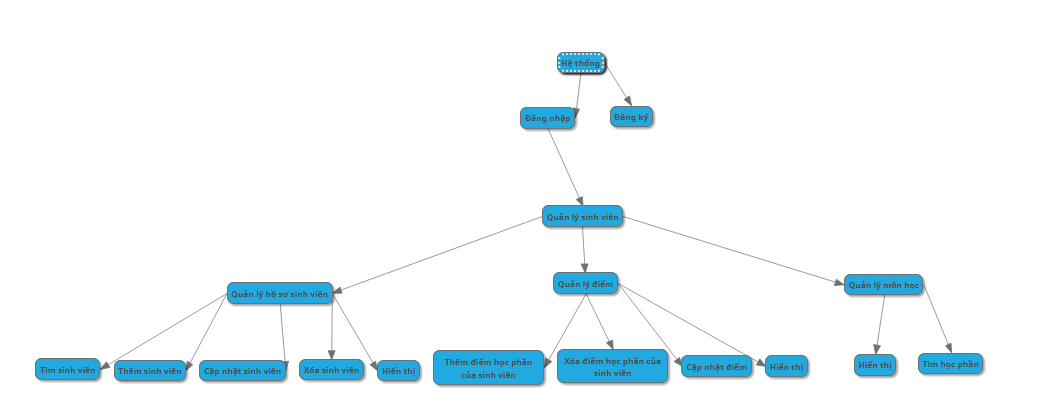 Hệ thống
Đăng nhập
Đăng ký
Quản lý sinh viên
Quản lý hồ sơ sinh viên
Quản lý điểm
Quản lý môn học
Tìm sinh viên
Thêm sinh viên
Cập nhật sinh viên
Xóa sinh viên
Hiển thị
Thêm điểm học phần
của sinh viên
Xóa điểm học phần của
sinh viên
Cập nhật điểm
Hiển thị
Hiển thị
Tìm học phần